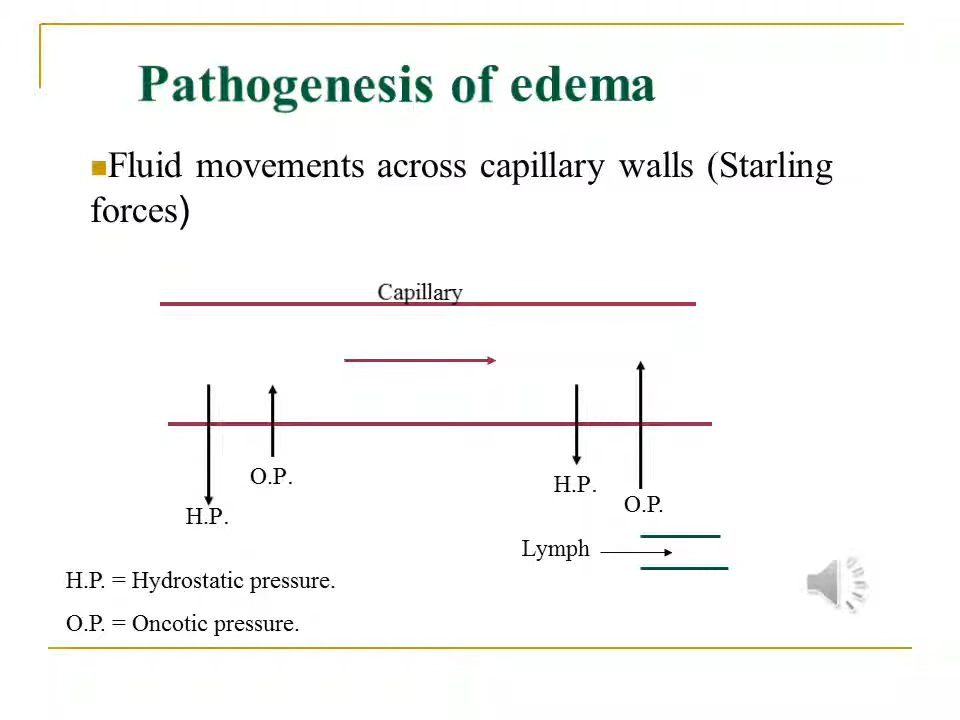 Pathogenesis of edema
Fluid movements across capillary walls (Starling
forces)
Capillary
O.P.
H.P.
H.P.
O.P.
Lymph
H.P. = Hydrostatic pressure.
O.P. = Oncotic pressure.